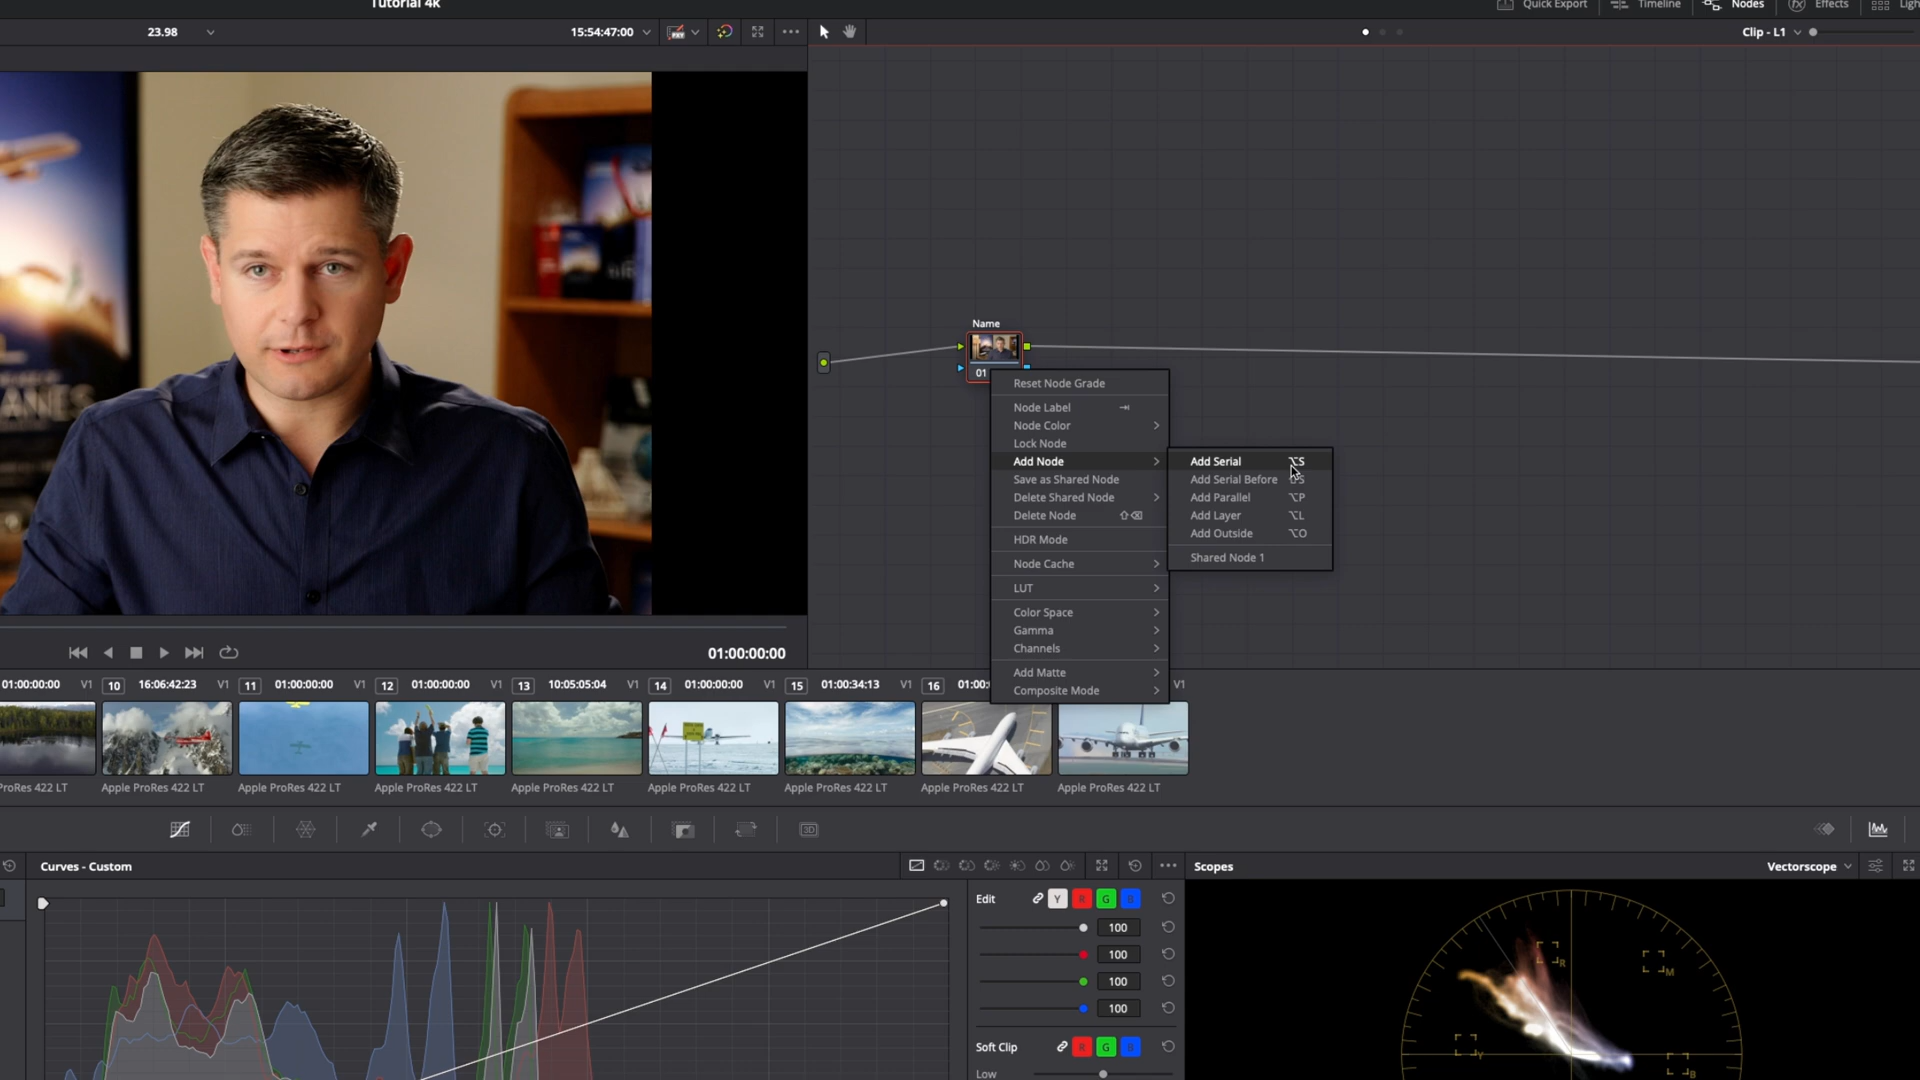 Tutorial 4k
Quick Export
Timeline
Nodes
Effects
23.98
15:54:47:00
Clip - L1
ANES
Name
01
Reset Node Grade
Node Label
Node Color
Lock Node
Add Node
Save as Shared Node
Delete Shared Node
Delete Node
HDR Mode
Node Cache
LUT
Color Space
Gamma
Channels
Add Matte
Composite Mode
Add Serial ⌥S
Add Serial Before
Add Parallel ⌥P
Add Layer ⌥L
Add Outside ⌥O
Shared Node 1
01:00:00:00
01:00:00:00 V1
10 16:06:42:23 V1
11 01:00:00:00 V1
12 01:00:00:00 V1
13 10:05:05:04 V1
14 01:00:00:00 V1
15 01:00:34:13 V1
16 01:00:
V1
ProRes 422 LT
Apple ProRes 422 LT
Apple ProRes 422 LT
Apple ProRes 422 LT
Apple ProRes 422 LT
Apple ProRes 422 LT
Apple ProRes 422 LT
Apple ProRes 422 LT
Apple ProRes 422 LT
3D
Curves - Custom
Scopes
Vectorscope
Edit Y R G B
100
100
100
100
Soft Clip R G B
Low
R
M
Y
B